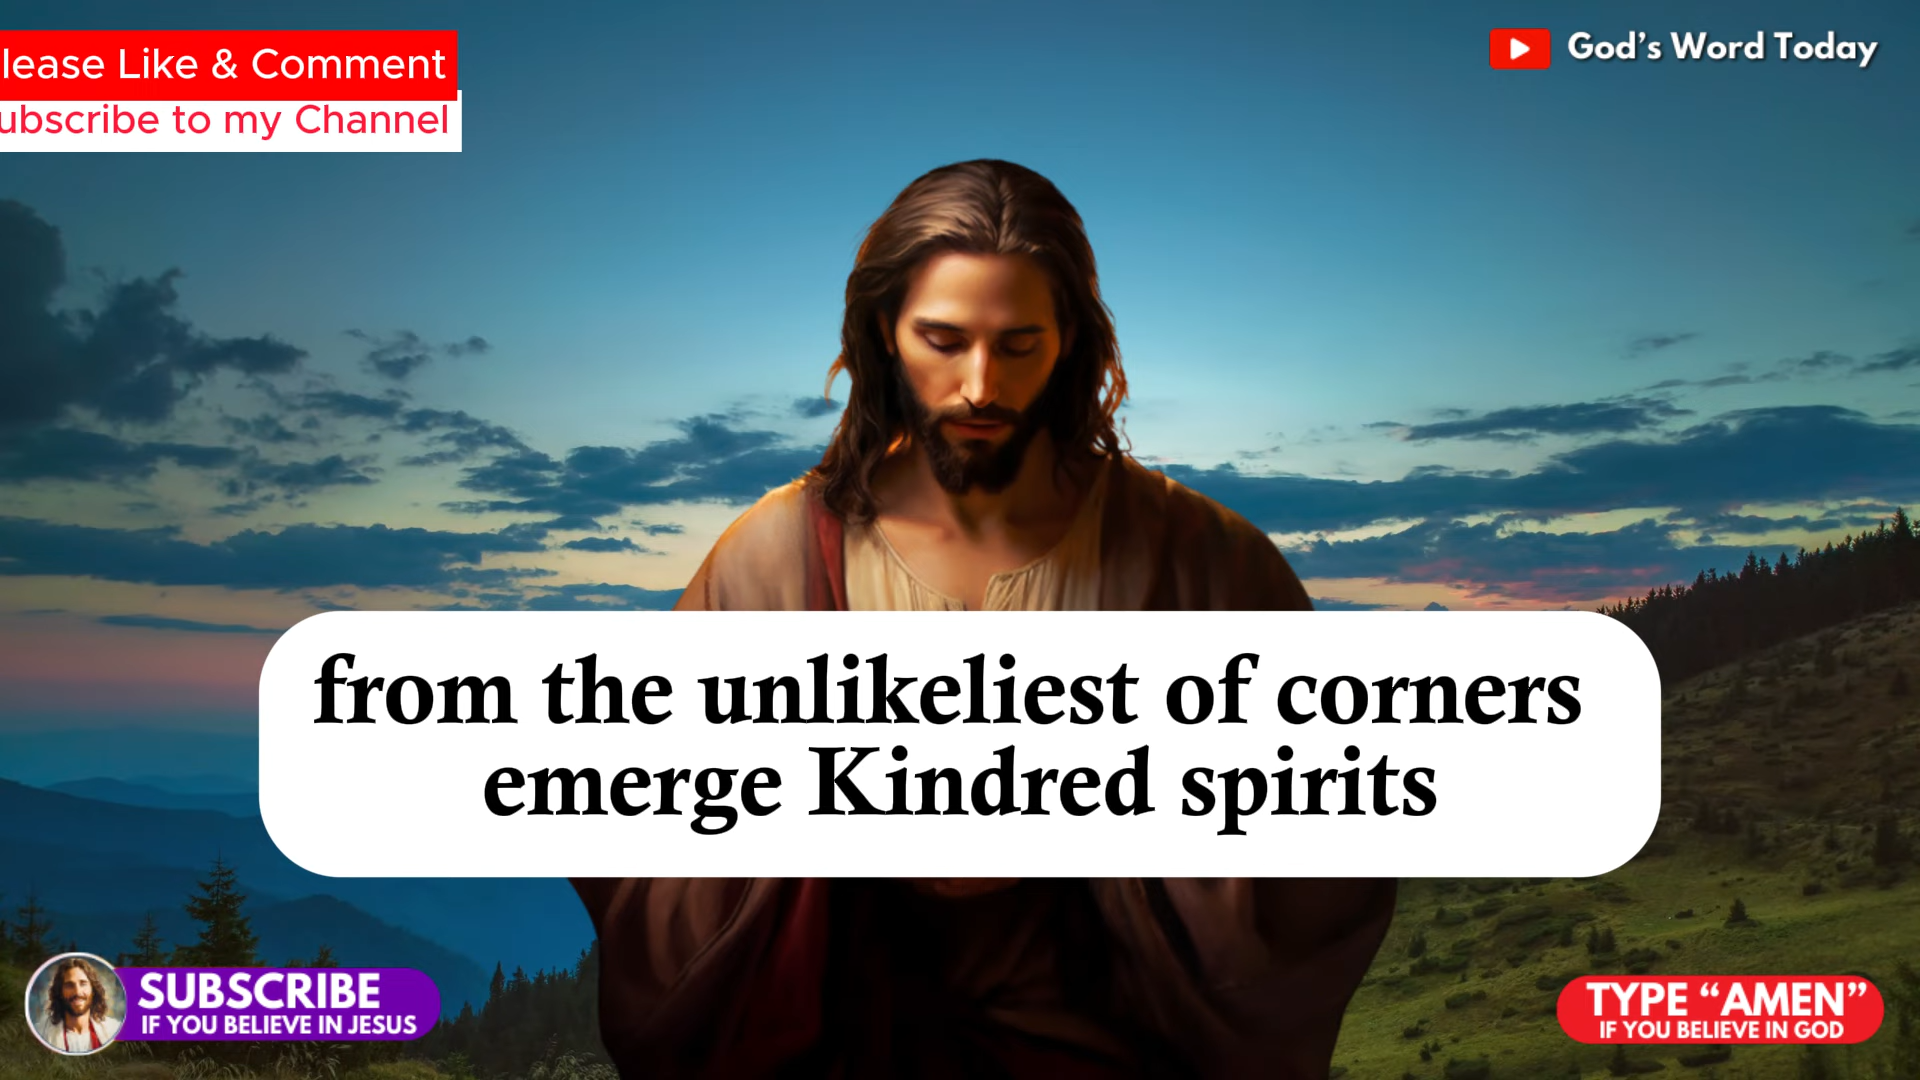 lease Like & Comment
ubscribe to my Channel
God's Word Today
from the unlikeliest of corners
emerge Kindred spirits
SUBSCRIBE
IF YOU BELIEVE IN JESUS
TYPE “AMEN”
IF YOU BELIEVE IN GOD